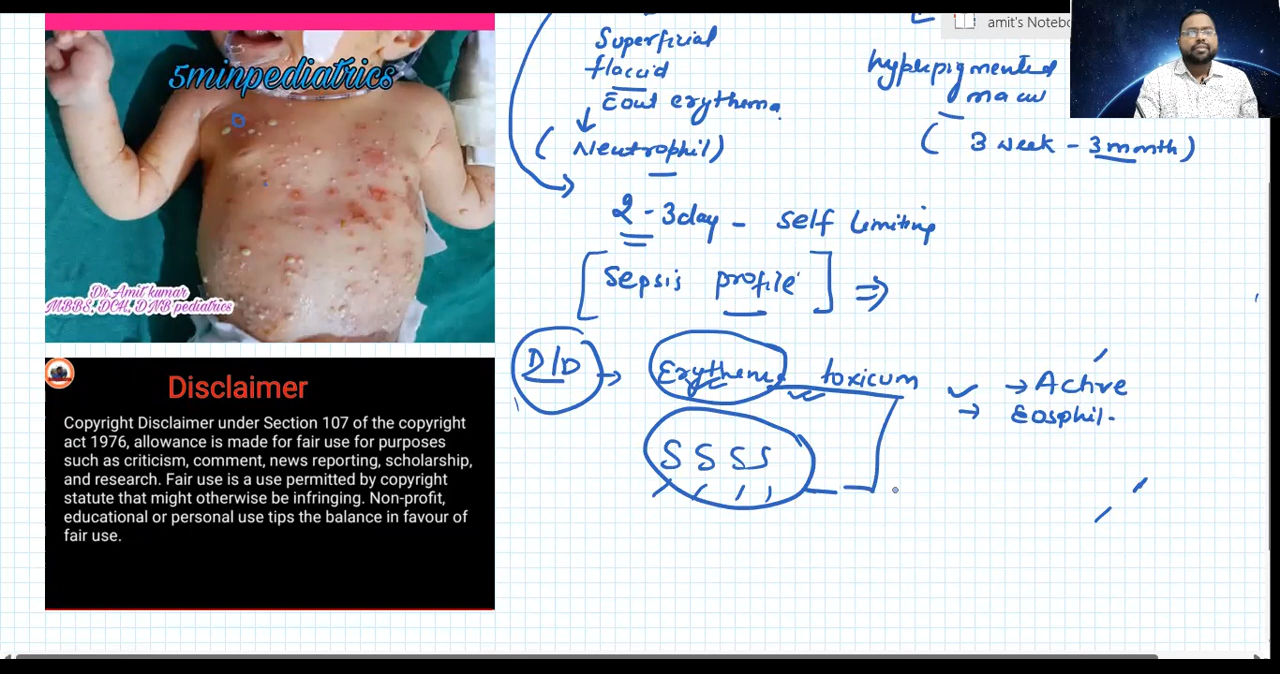 5minpediatrics
Dr.Amit kumar
MBBS, DCH, DNB pediatrics
Disclaimer
Copyright Disclaimer under Section 107 of the copyright
act 1976, allowance is made for fair use for purposes
such as criticism, comment, news reporting, scholarship,
and research. Fair use is a use permitted by copyright
statute that might otherwise be infringing. Non-profit,
educational or personal use tips the balance in favour of
fair use.
Superficial
flaccid
erythema
(Neutrophil)
2-3day - Self limiting
[Sepsis profile] ⇒
D/D → Erythema toxicum ✓ → Active
→ Eosphil.
SSSS
amit's Noteb
hyperpigmented
macu
(3 week - 3 month)